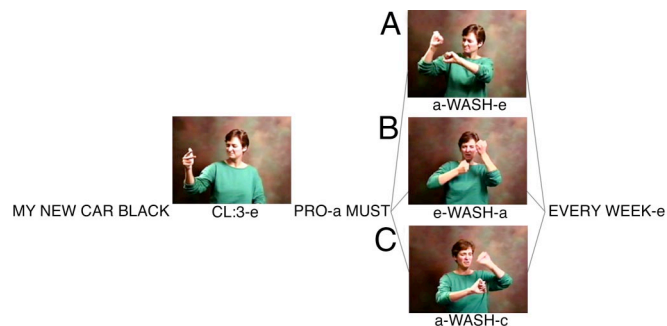 A
a-WASH-e
B
MY NEW CAR BLACK CL:3-e PRO-a MUST e-WASH-a EVERY WEEK-e
C
a-WASH-c